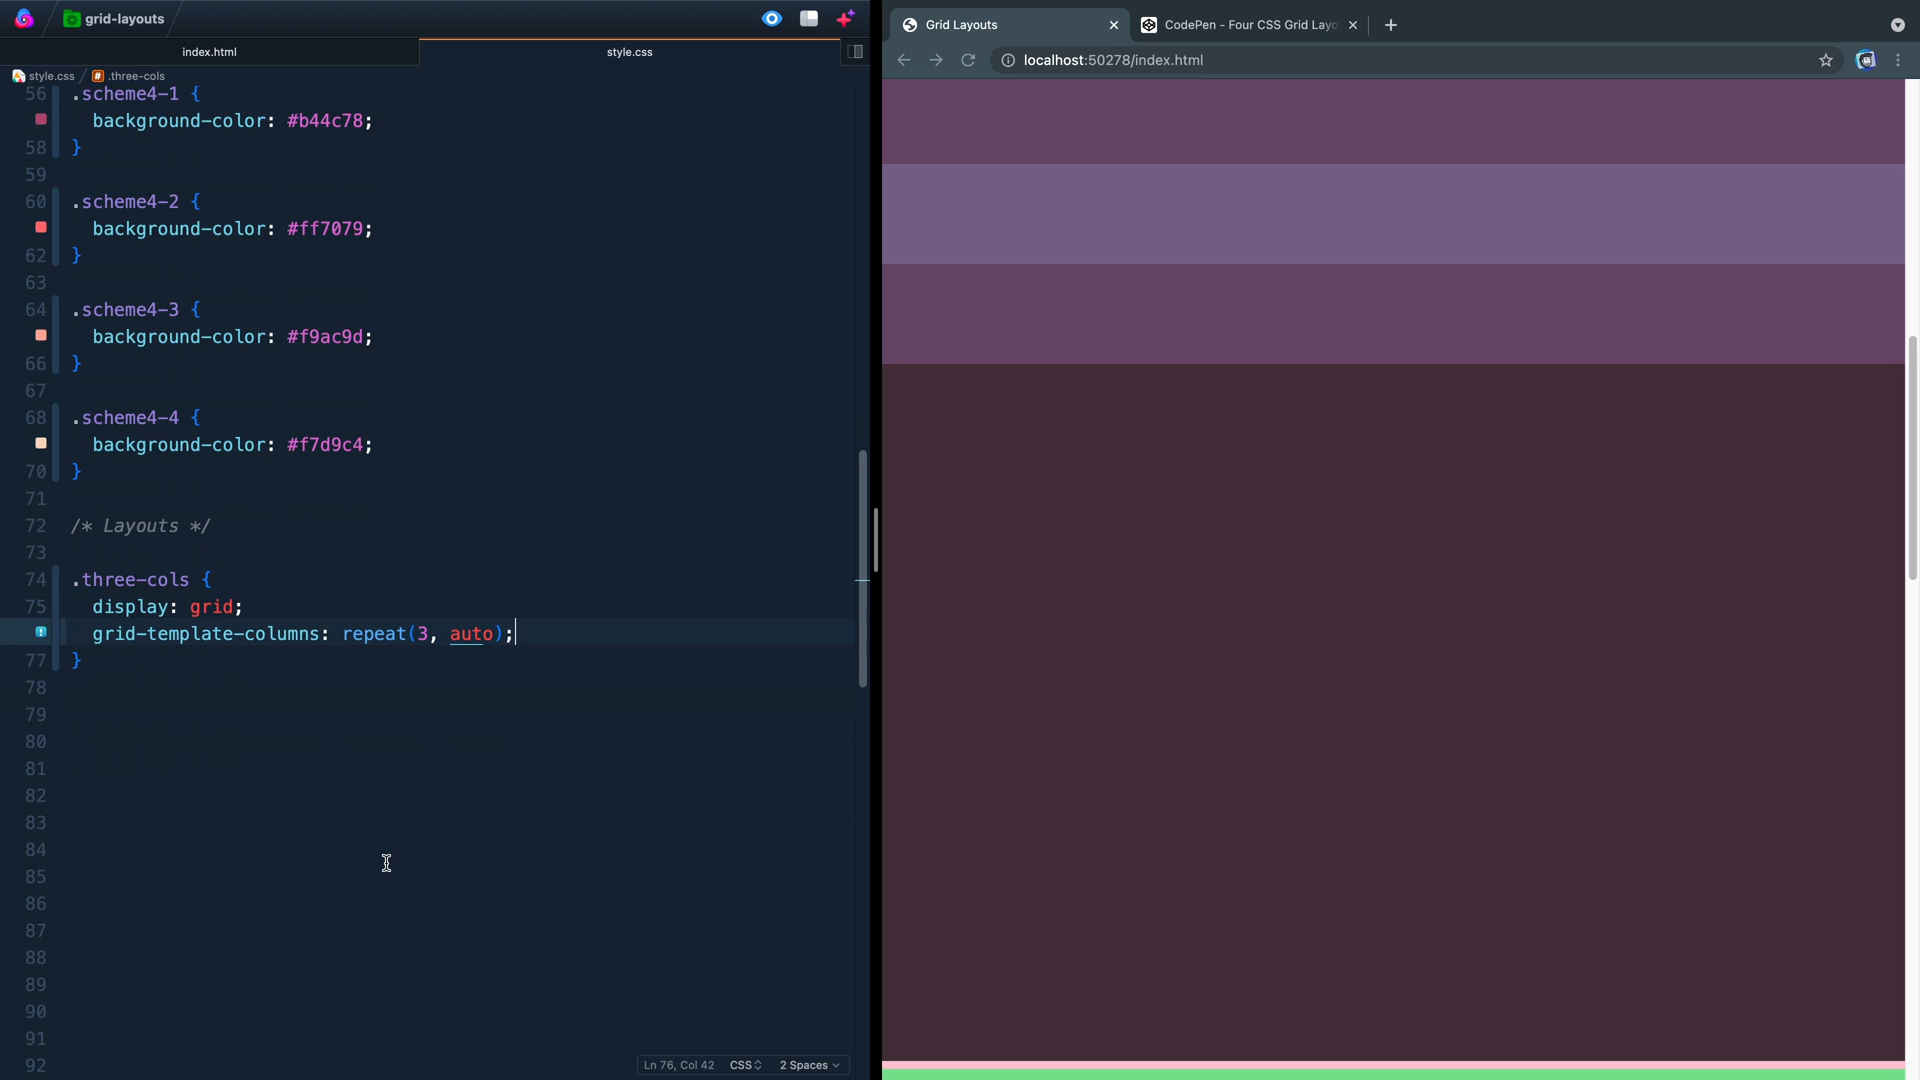 grid-layouts
index.html
style.css
style.css
.three-cols
56 .scheme4-1 {
background-color: #b44c78;
58 }
59
60 .scheme4-2 {
background-color: #ff7079;
62 }
63
64 .scheme4-3 {
background-color: #f9ac9d;
66 }
67
68 .scheme4-4 {
background-color: #f7d9c4;
70 }
71
72 /* Layouts */
73
74 .three-cols {
75 display: grid;
grid-template-columns: repeat(3, auto);
77 }
78
79
80
81
82
83
84
85
86
87
88
89
90
91
92
Ln 76, Col 42 CSS 2 Spaces
Grid Layouts
CodePen - Four CSS Grid Layo
localhost:50278/index.html